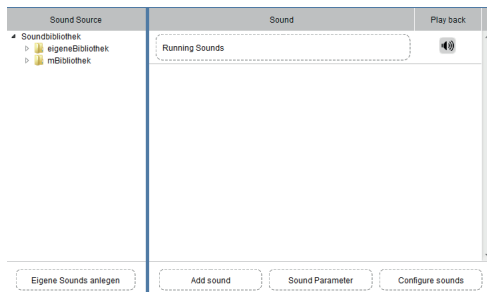 Sound Source
Sound
Play back
Soundbibliothek
eigeneBibliothek
mBibliothek
Running Sounds
Eigene Sounds anlegen
Add sound
Sound Parameter
Configure sounds